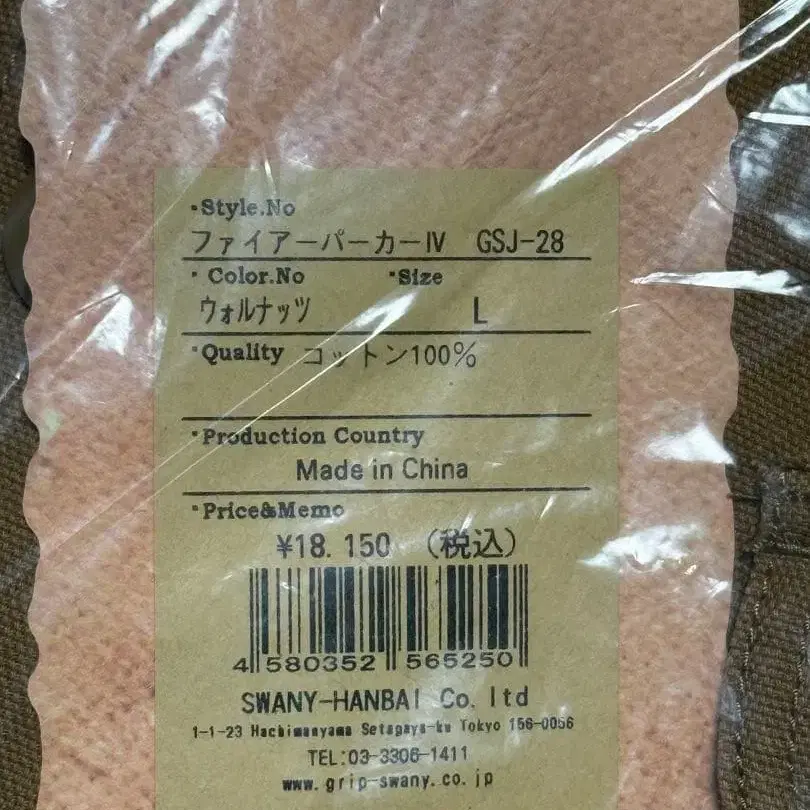 ·Style.No
ファイアーパーカーⅣ GSJ-28
·Color.No ·Size
ウォルナッツ L
·Quality コットン100%
·Production Country
Made in China
·Price&Memo
¥18.150 (税込)
4 580352 565250
SWANY-HANBAI Co.ltd
1-1-23 Hachimanyama Setagaya-ku Tokyo 156-0056
TEL:03-3306-1411
www.grip-swany.co.jp